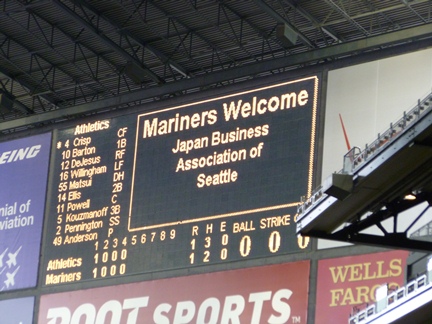 Mariners Welcome
Japan Business
Association of
Seattle
Athletics
4 Crisp CF
10 Barton 1B
12 DeJesus RF
16 Willingham LF
55 Matsui DH
14 Ellis 2B
11 Powell C
5 Kouzmanoff 3B
2 Pennington SS
49 Anderson P
1 2 3 4 5 6 7 8 9 R H E BALL STRIKE
Athletics 1 0 0 1 3 0 0 0 0
Mariners 1 0 0 1 2 0
EING
nial of
viation
ROOT SPORTS
WELLS
FARGO